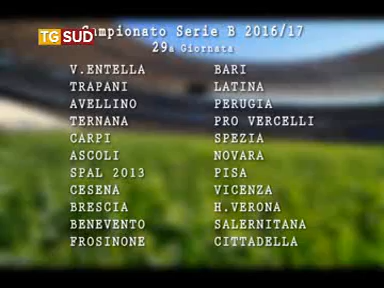 TG SUD
Campionato Serie B 2016/17
29a Giornata
V.ENTELLA BARI
TRAPANI LATINA
AVELLINO PERUGIA
TERNANA PRO VERCELLI
CARPI SPEZIA
ASCOLI NOVARA
SPAL 2013 PISA
CESENA VICENZA
BRESCIA H.VERONA
BENEVENTO SALERNITANA
FROSINONE CITTADELLA